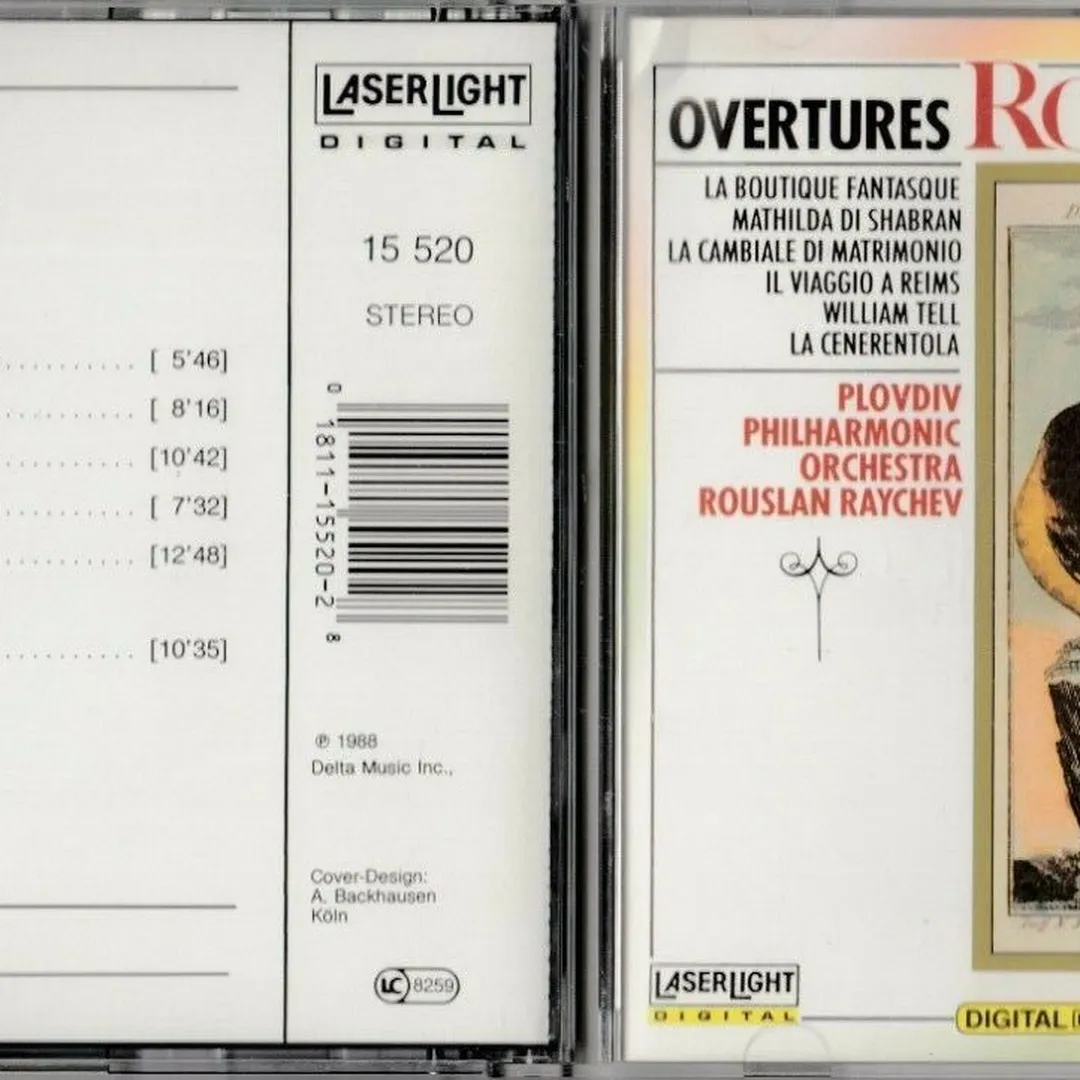 LASERLIGHT
DIGITAL
15 520
STEREO
[ 5'46]
[ 8'16]
[10'42]
[ 7'32]
[12'48]
[10'35]
0
18111-15520-2
8
℗ 1988
Delta Music Inc.,
Cover-Design:
A. Backhausen
Köln
LC 8259
OVERTURES
LA BOUTIQUE FANTASQUE
MATHILDA DI SHABRAN
LA CAMBIALE DI MATRIMONIO
IL VIAGGIO A REIMS
WILLIAM TELL
LA CENERENTOLA
PLOVDIV
PHILHARMONIC
ORCHESTRA
ROUSLAN RAYCHEV
LASERLIGHT
DIGITAL
DIGITAL